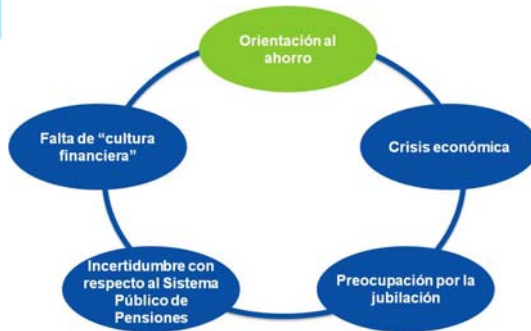 Orientación al
ahorro
Falta de “cultura
financiera”
Crisis económica
Incertidumbre con
respecto al Sistema
Público de
Pensiones
Preocupación por la
jubilación